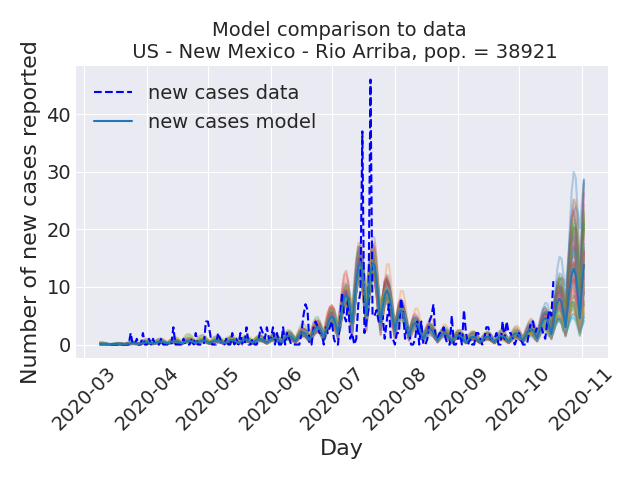 Model comparison to data
US - New Mexico - Rio Arriba, pop. = 38921
new cases data
new cases model
Number of new cases reported
40
30
20
10
0
2020-03
2020-04
2020-05
2020-06
2020-07
2020-08
2020-09
2020-10
2020-11
Day